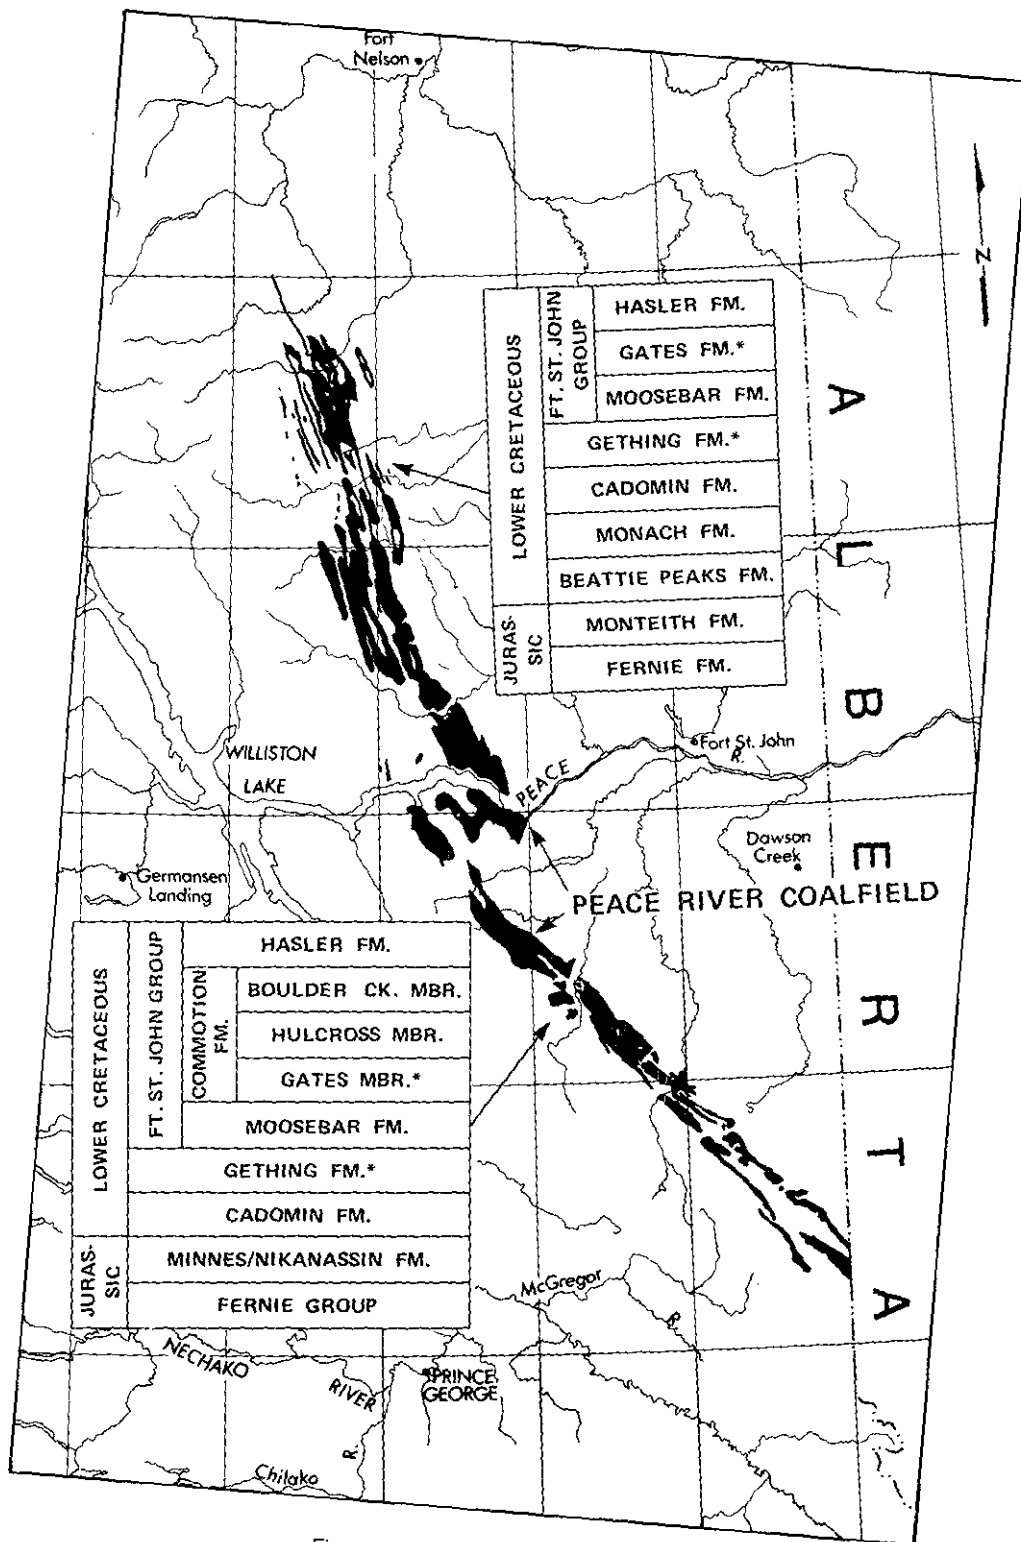 Fort
Nelson
N
LOWER CRETACEOUS
FT. ST. JOHN
GROUP
HASLER FM.
GATES FM.*
MOOSEBAR FM.
GETHING FM.*
CADOMIN FM.
MONACH FM.
BEATTIE PEAKS FM.
JURAS-
SIC
MONTEITH FM.
FERNIE FM.
ALBERTA
WILLISTON
LAKE
PEACE
R.
Fort St. John
Dawson
Creek
Germansen
Landing
PEACE RIVER COALFIELD
LOWER CRETACEOUS
FT. ST. JOHN GROUP
HASLER FM.
COMMOTION
FM.
BOULDER CK. MBR.
HULCROSS MBR.
GATES MBR.*
MOOSEBAR FM.
GETHING FM.*
CADOMIN FM.
JURAS-
SIC
MINNES/NIKANASSIN FM.
FERNIE GROUP
McGregor
R.
NECHAKO
RIVER
PRINCE
GEORGE
Chilako
R.